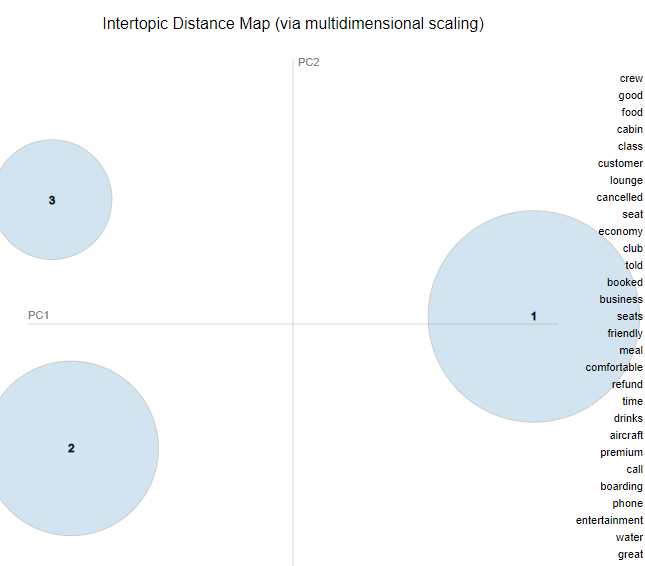 Intertopic Distance Map (via multidimensional scaling)
PC2
crew
good
food
cabin
class
customer
3
lounge
cancelled
seat
economy
club
told
booked
business
PC1
1
seats
friendly
meal
comfortable
refund
time
drinks
aircraft
2
premium
call
boarding
phone
entertainment
water
great